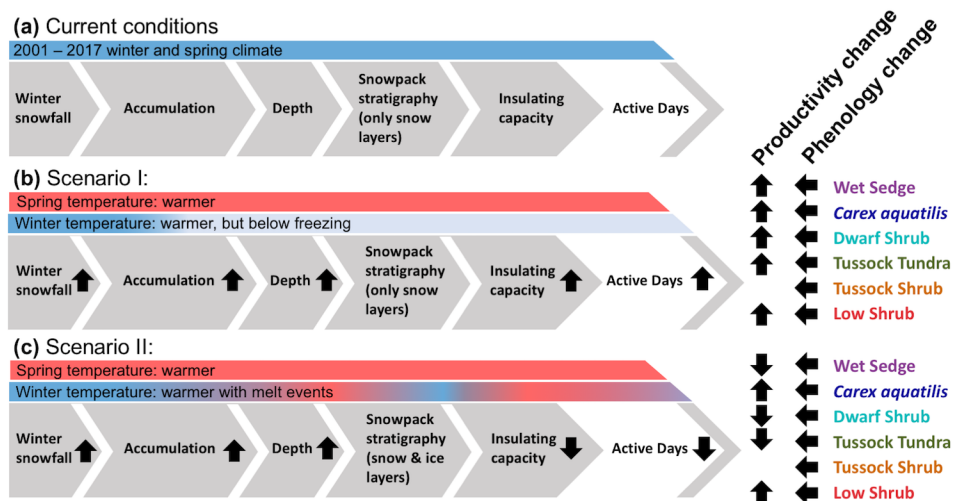 (a) Current conditions
2001 – 2017 winter and spring climate
Winter
snowfall
Accumulation
Depth
Snowpack
stratigraphy
(only snow
layers)
Insulating
capacity
Active Days
Productivity change
Phenology change
(b) Scenario I:
Spring temperature: warmer
Winter temperature: warmer, but below freezing
Winter
snowfall
Accumulation
Depth
Snowpack
stratigraphy
(only snow
layers)
Insulating
capacity
Active Days
Wet Sedge
Carex aquatilis
Dwarf Shrub
Tussock Tundra
Tussock Shrub
Low Shrub
(c) Scenario II:
Spring temperature: warmer
Winter temperature: warmer with melt events
Winter
snowfall
Accumulation
Depth
Snowpack
stratigraphy
(snow & ice
layers)
Insulating
capacity
Active Days
Wet Sedge
Carex aquatilis
Dwarf Shrub
Tussock Tundra
Tussock Shrub
Low Shrub